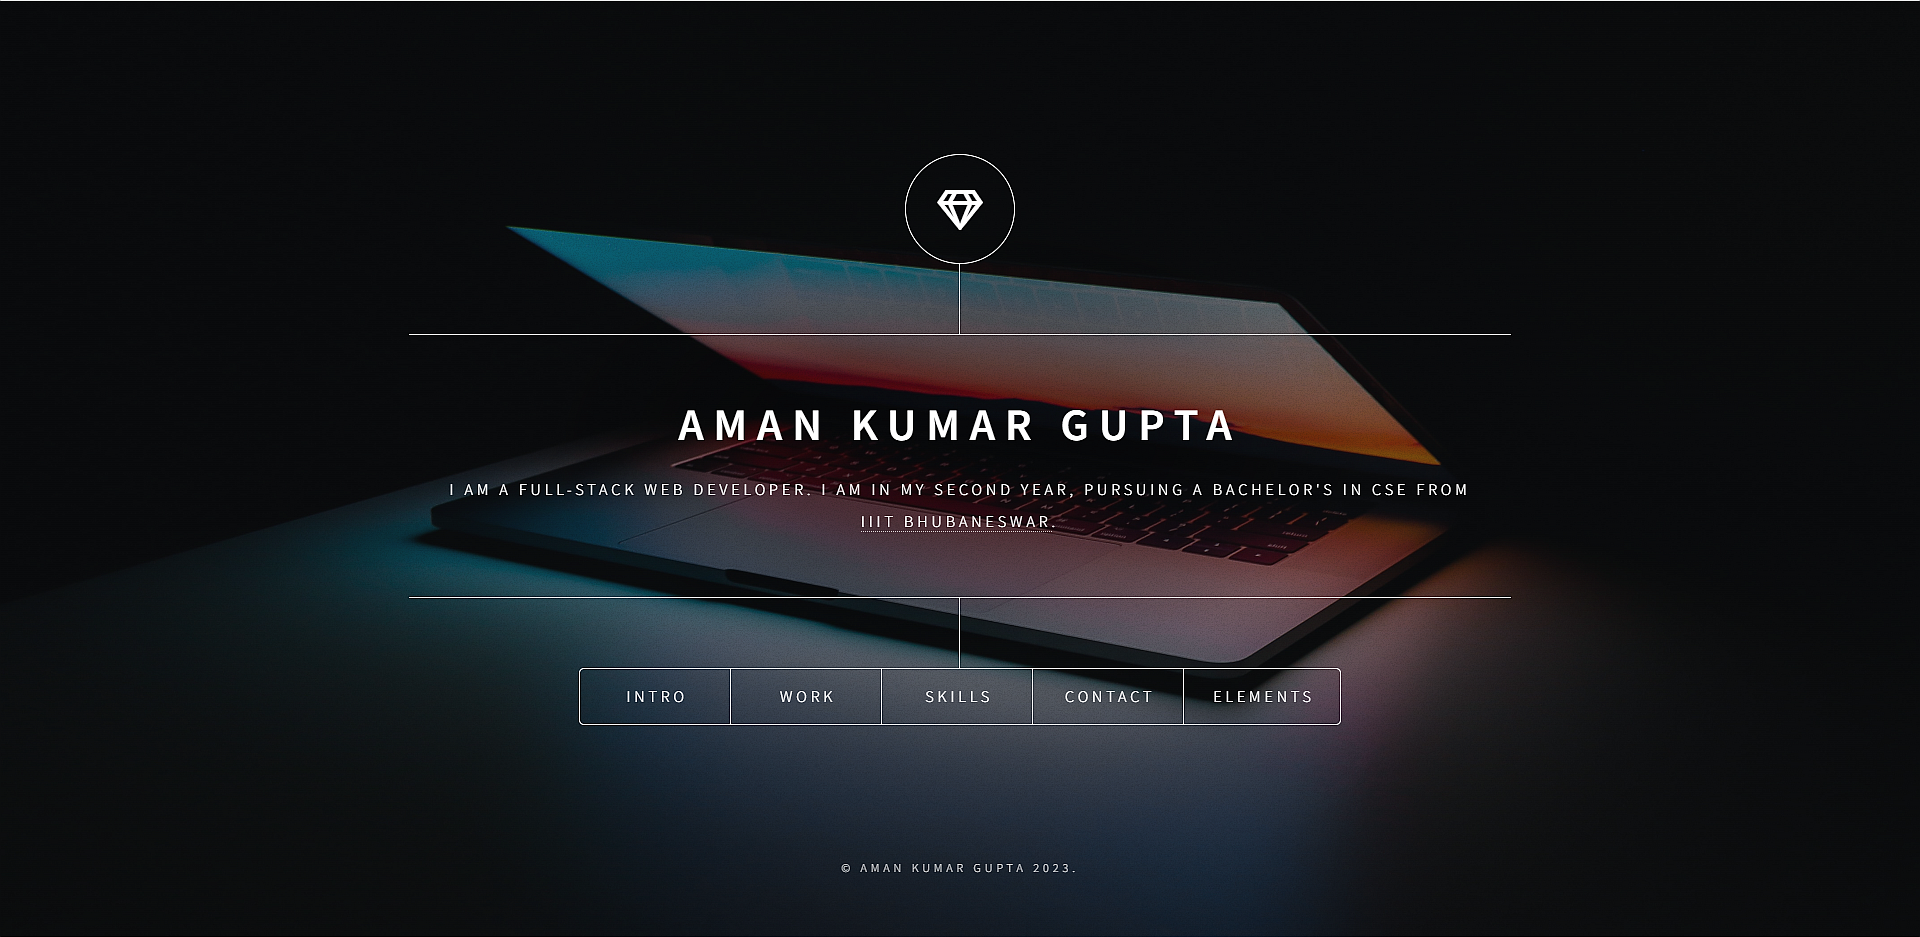 AMAN KUMAR GUPTA
I AM A FULL-STACK WEB DEVELOPER. I AM IN MY SECOND YEAR, PURSUING A BACHELOR'S IN CSE FROM
IIIT BHUBANESWAR.
INTRO WORK SKILLS CONTACT ELEMENTS
© AMAN KUMAR GUPTA 2023.